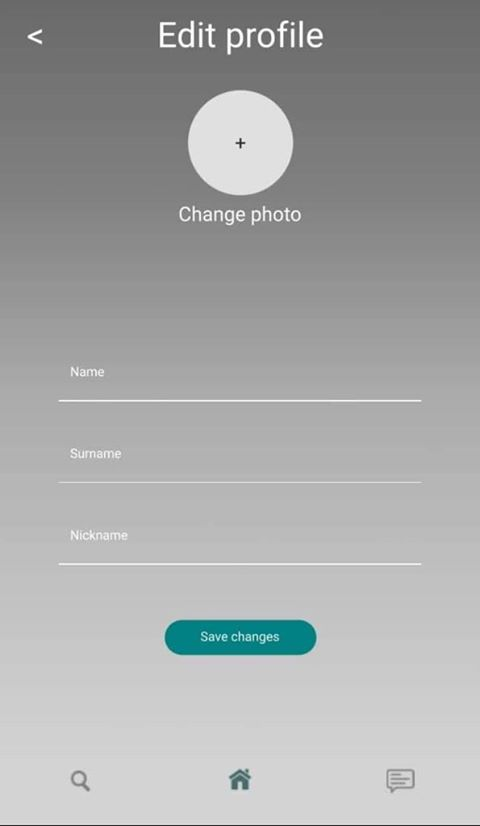 <
Edit profile
+
Change photo
Name
Surname
Nickname
Save changes